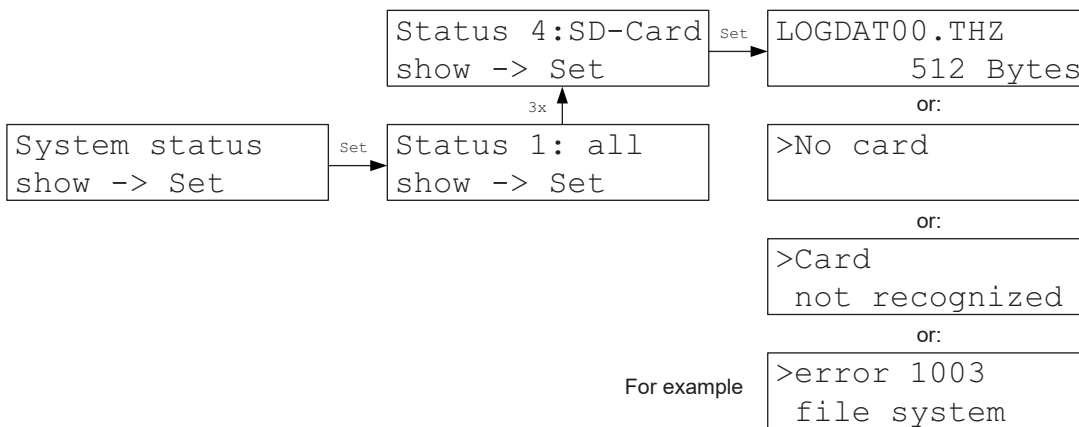 Status 4:SD-Card
show -> Set
Set
LOGDAT00.THZ
512 Bytes
or:
3x
System status
show -> Set
Set
Status 1: all
show -> Set
>No card
or:
>Card
not recognized
or:
For example
>error 1003
file system